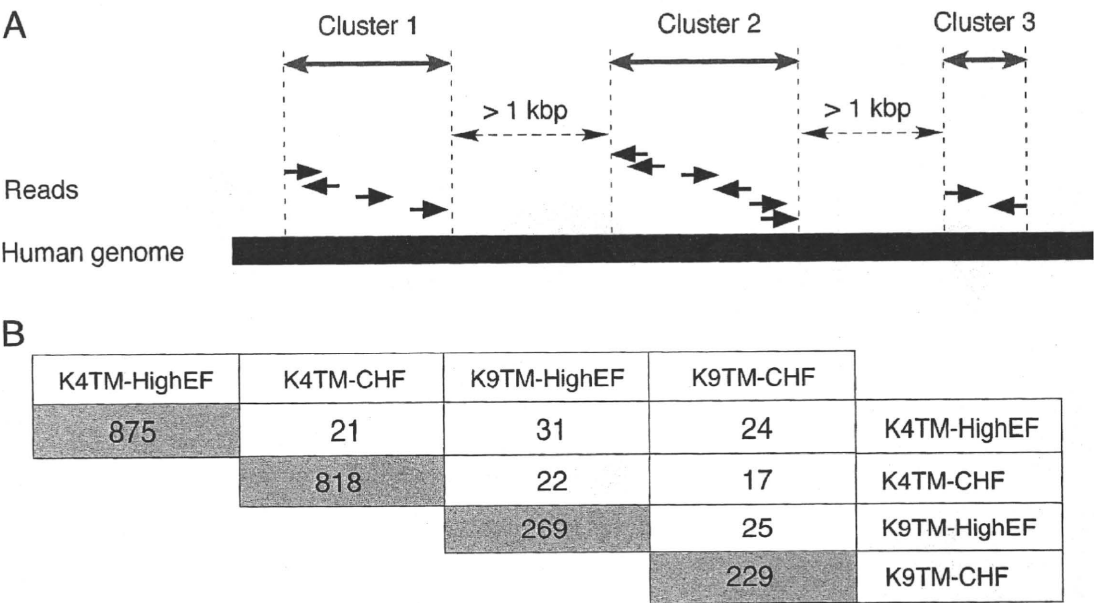 A
Cluster 1 Cluster 2 Cluster 3
> 1 kbp > 1 kbp
Reads
Human genome
B
K4TM-HighEF K4TM-CHF K9TM-HighEF K9TM-CHF
875 21 31 24 K4TM-HighEF
818 22 17 K4TM-CHF
269 25 K9TM-HighEF
229 K9TM-CHF